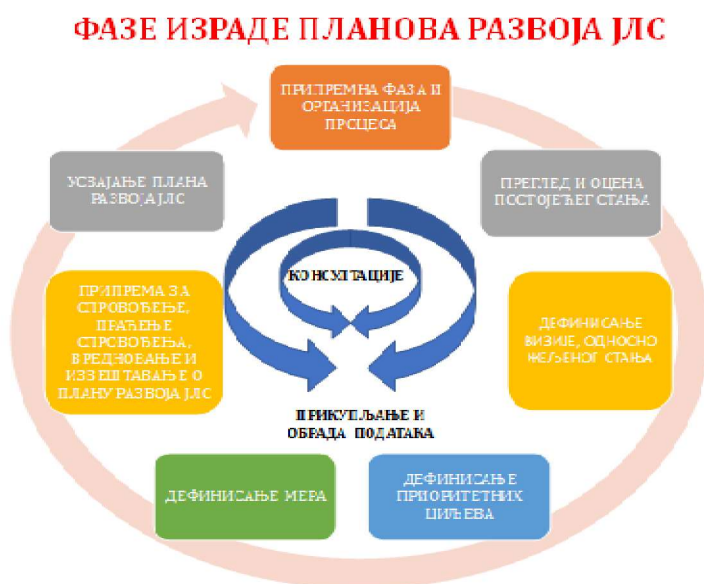 ФАЗЕ ИЗРАДЕ ПЛАНОВА РАЗВОЈА ЈЛС
ПРИПРЕМНА ФАЗА И
ОРГАНИЗАЦИЈА
ПРОЦЕСА
ПРЕГЛЕД И ОЦЕНА
ПОСТОЈЕЋЕГ СТАЊА
ДЕФИНИСАЊЕ
ВИЗИЈЕ, ОДНОСНО
ЖЕЉЕНОГ СТАЊА
ДЕФИНИСАЊЕ
ПРИОРИТЕТНИХ
ЦИЉЕВА
ДЕФИНИСАЊЕ МЕРА
ПРИПРЕМА ЗА
СПРОВОЂЕЊЕ,
ПРАЋЕЊЕ
СПРОВОЂЕЊА,
ВРЕДНОВАЊЕ И
ИЗВЕШТАВАЊЕ О
ПЛАНУ РАЗВОЈА ЈЛС
УСВАЈАЊЕ ПЛАНА
РАЗВОЈА ЈЛС
КОНСУЛТАЦИЈЕ
ПРИКУПЉАЊЕ И
ОБРАДА ПОДАТАКА